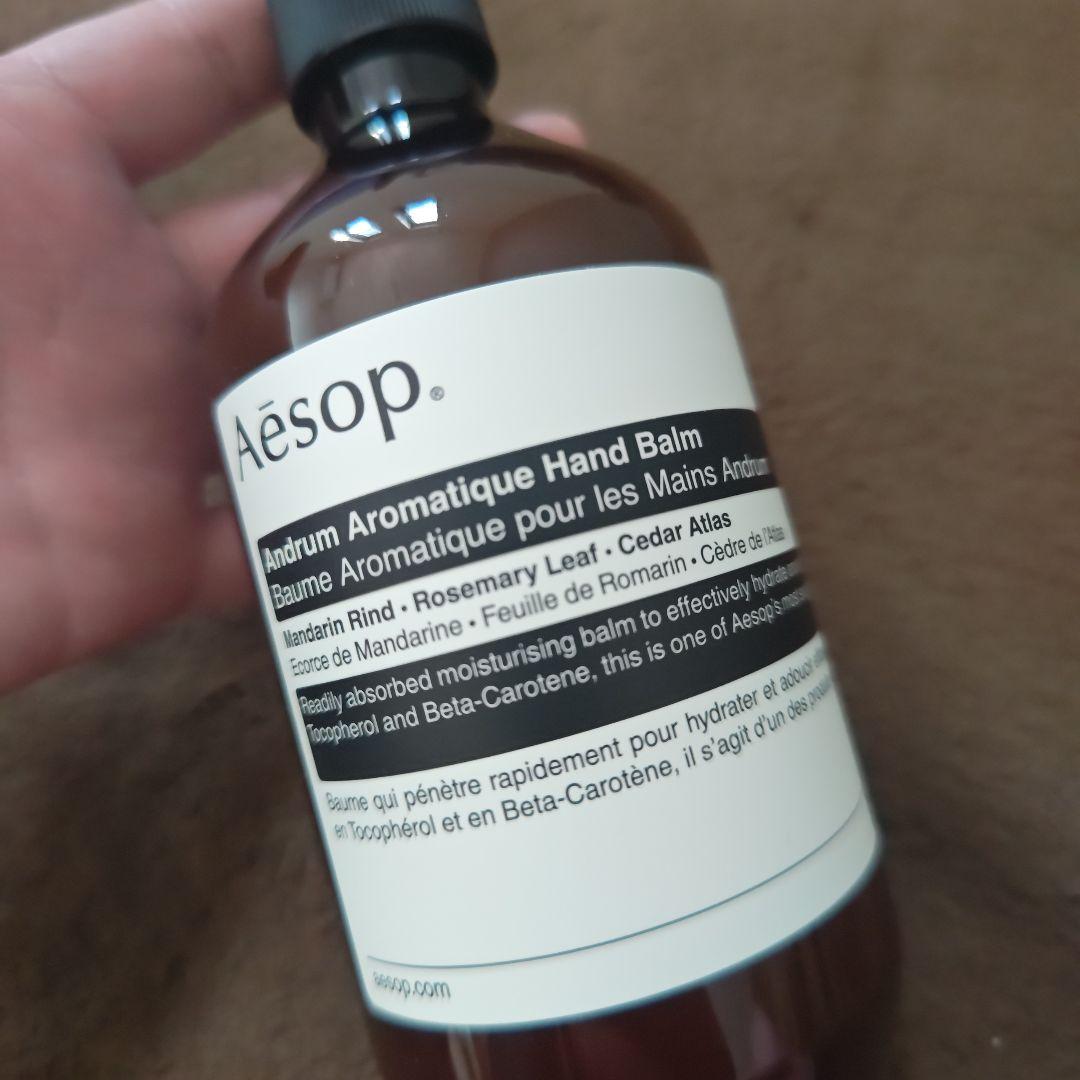 Aēsop.®
Andrum Aromatique Hand Balm
Baume Aromatique pour les Mains Andrum
Mandarin Rind • Rosemary Leaf • Cedar Atlas
Ecorce de Mandarine • Feuille de Romarin • Cèdre de l'Atlas
Readily absorbed moisturising balm to effectively hydrate
Tocopherol and Beta-Carotene, this is one of Aesop's most
Baume qui pénètre rapidement pour hydrater et adoucir
en Tocophérol et en Beta-Carotène, il s'agit d'un des
aesop.com